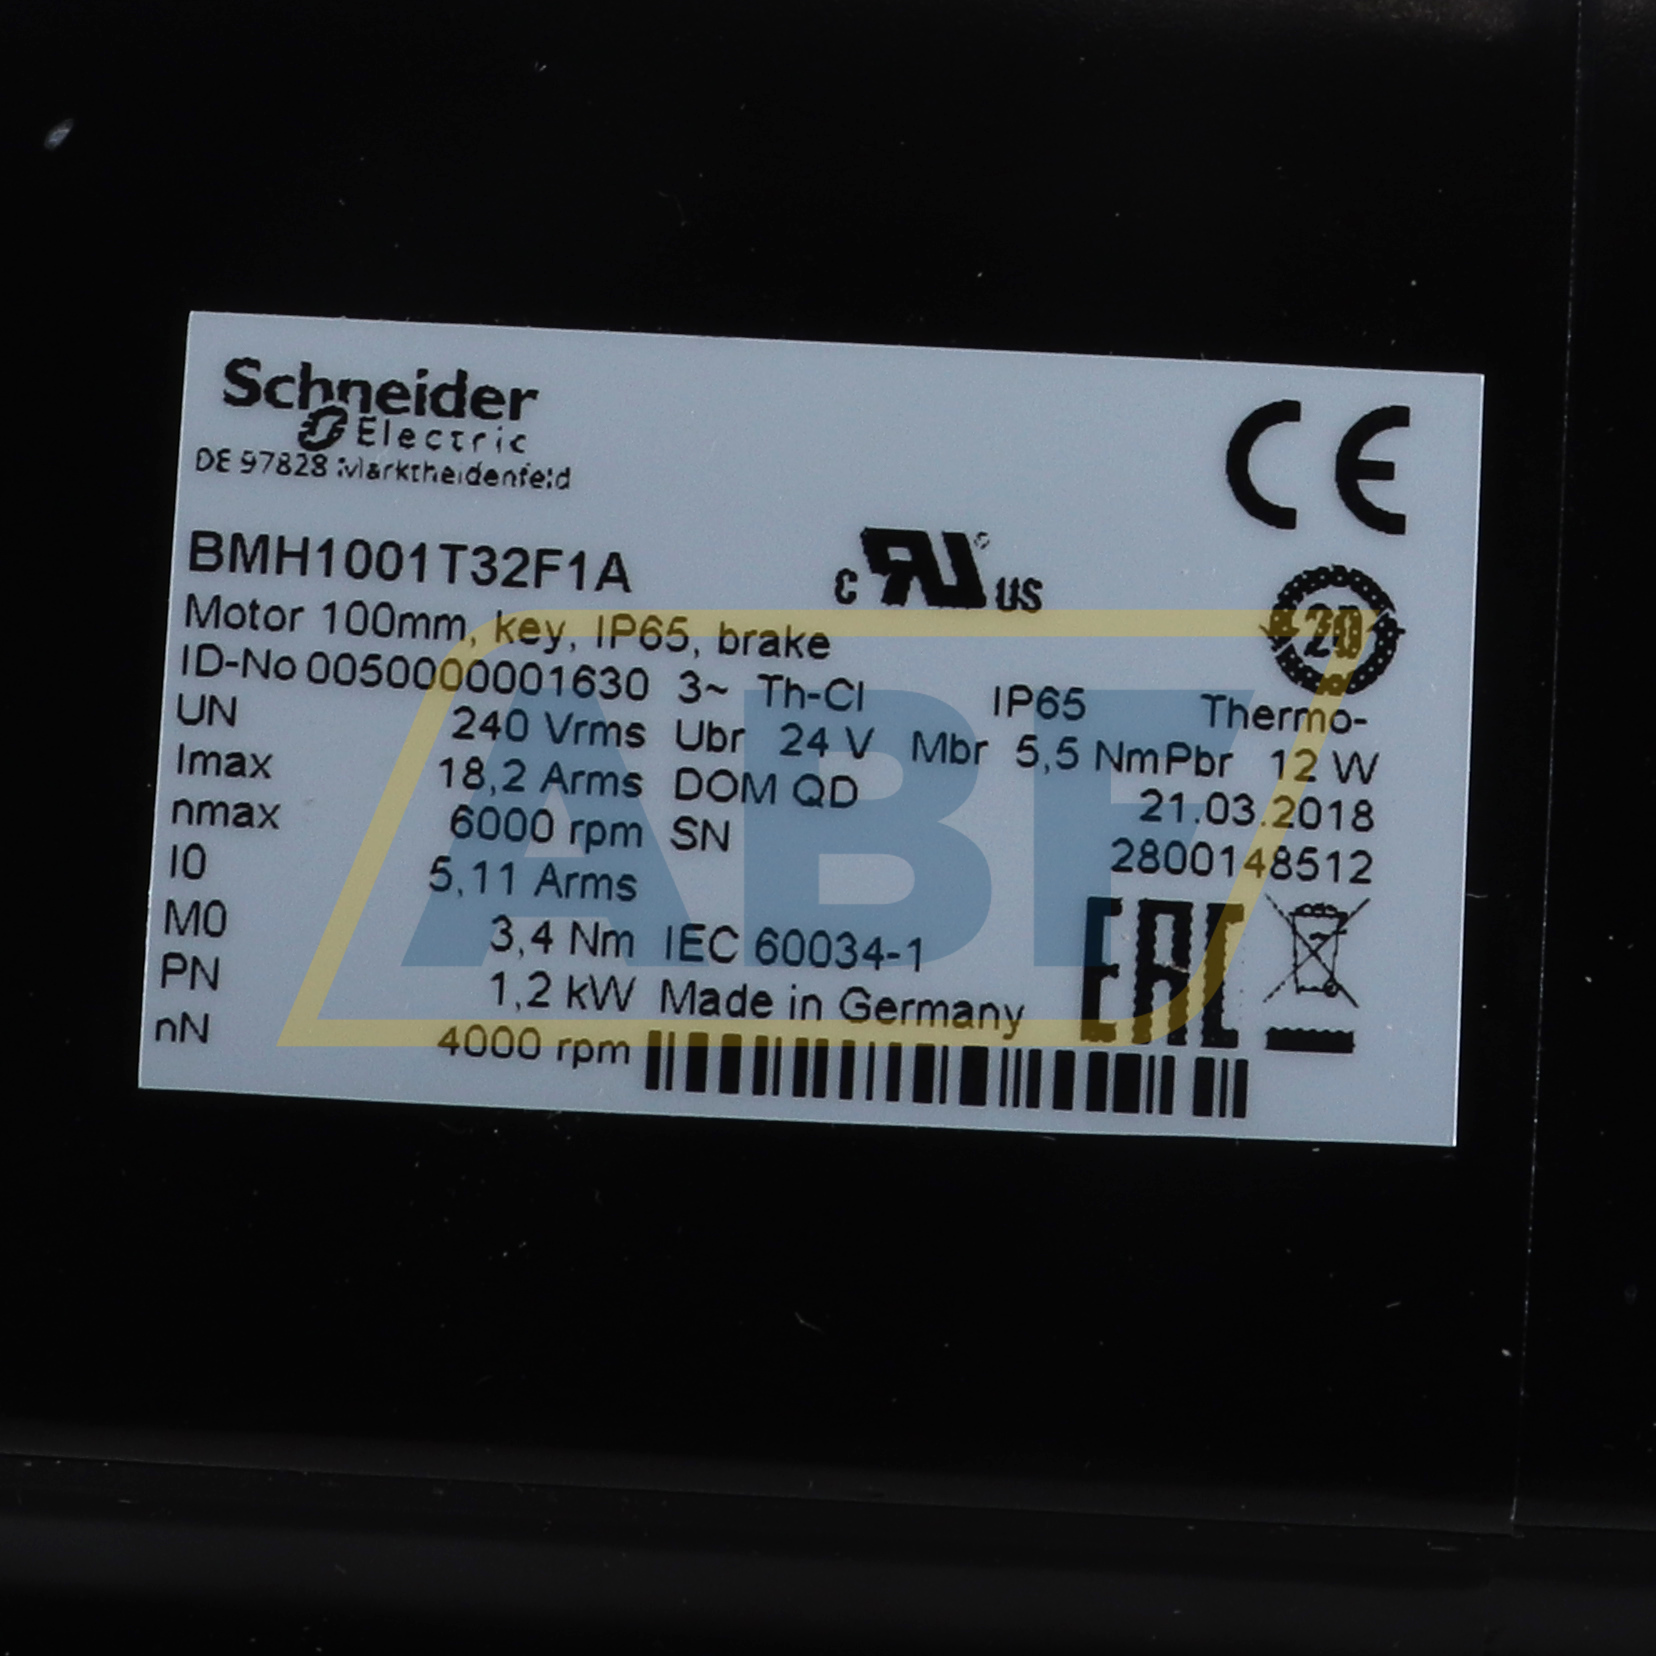 Schneider
Electric
DE 97828 Marktheidenfeld
CE
BMH1001T32F1A
c RU ® US
Motor 100mm, key, IP65, brake
20
ID-No 0050000001630 3~ Th-Cl IP65 Thermo-
UN 240 Vrms Ubr 24 V Mbr 5,5 Nm Pbr 12 W
Imax 18,2 Arms DOM QD 21.03.2018
nmax 6000 rpm SN 2800148512
I0 5,11 Arms
M0 3,4 Nm IEC 60034-1
PN 1,2 kW Made in Germany
nN 4000 rpm
EAC
ABF